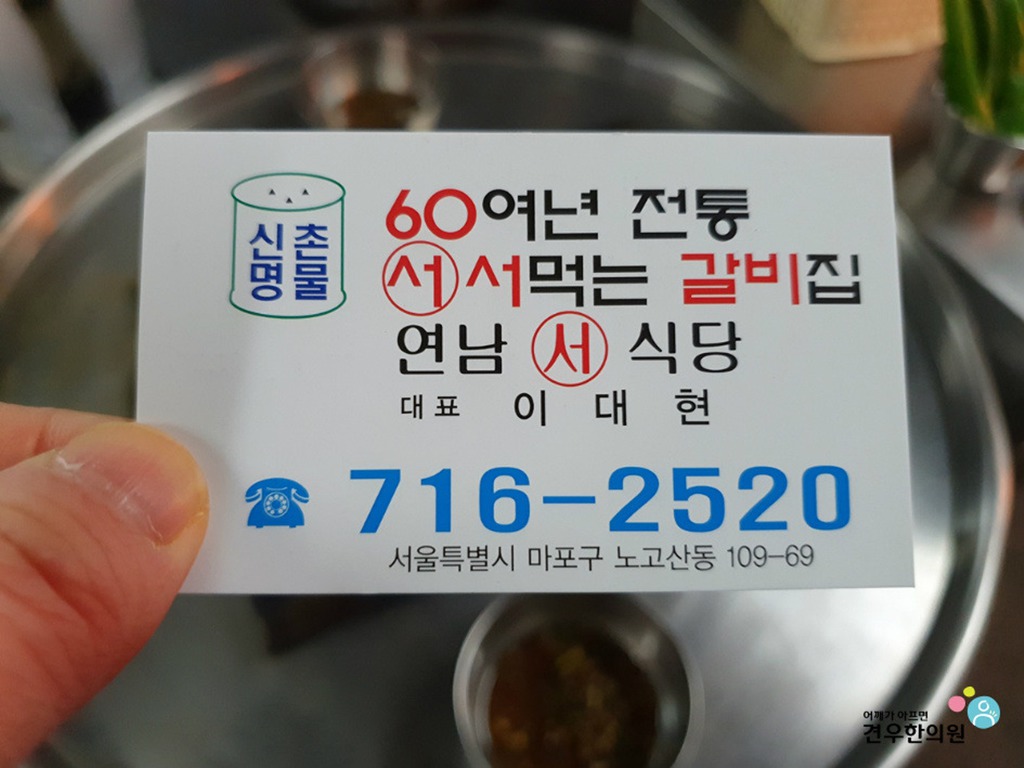 신촌
명물
60여년 전통
서서먹는 갈비집
연남 서 식당
대표 이대현
716-2520
서울특별시 마포구 노고산동 109-69
어깨가 아프면
견우한의원